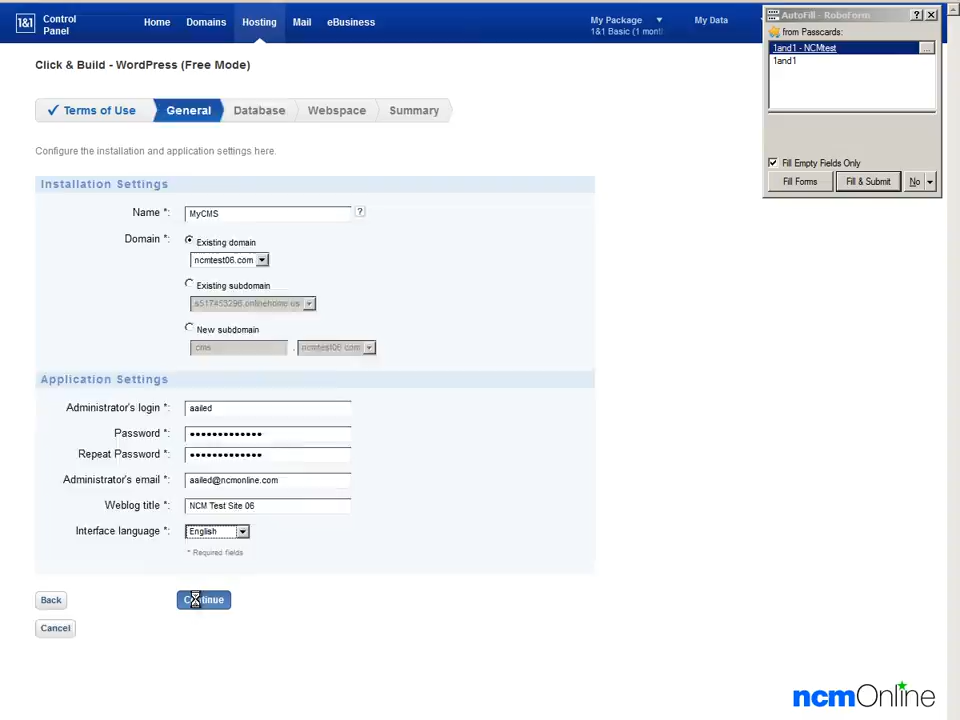 1&1 Control Panel
Home Domains Hosting Mail eBusiness
My Package ▼ My Data
1&1 Basic (1 mont
AutoFill - RoboForm
from Passcards:
1and1 - NCMtest ...
1and1
Fill Empty Fields Only
Fill Forms Fill & Submit No
Click & Build - WordPress (Free Mode)
Terms of Use General Database Webspace Summary
Configure the installation and application settings here.
Installation Settings
Name *: MyCMS ?
Domain *: Existing domain
ncmtest06.com
Existing subdomain
s517453296.onlinehome.us
New subdomain
cms . ncmtest06.com
Application Settings
Administrator's login *: aailed
Password *: •••••••••••••
Repeat Password *: •••••••••••••
Administrator's email *: aailed@ncmonline.com
Weblog title *: NCM Test Site 06
Interface language *: English
* Required fields
Back Continue
Cancel
ncmOnline